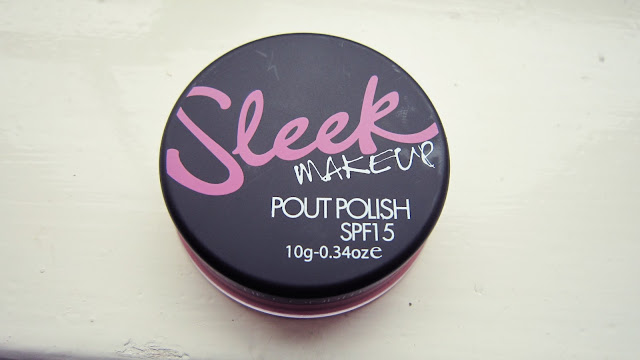 Sleek
MAKEUP
POUT POLISH
SPF15
10g-0.34oz℮